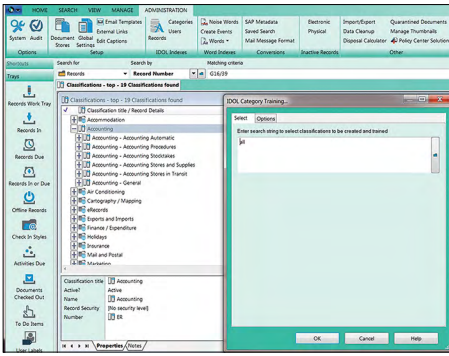 HOME SEARCH VIEW MANAGE ADMINISTRATION
System Audit
Options
Document Stores
Global Settings
Email Templates
External Links
Edit Captions
Settings
Records
Categories
Users
IDOL Indexes
Noise Words
Create Events
Words
Word Indexes
SAP Metadata
Saved Search
Mail Message Format
Conversions
Electronic
Physical
Inactive Records
Import/Export
Data Cleanup
Disposal Calculator
Quarantined Documents
Manage Thumbnails
Policy Center Solution
Other
Shortcuts
Trays
Records Work Tray
Records In
Records Due
Records In or Due
Offline Records
Check In Styles
Activities Due
Documents Checked Out
To Do Items
User Labels
Search for
Search by
Matching criteria
Records
Record Number
all
G16/39
Classifications - top - 19 Classifications found
Classifications - top - 19 Classifications found
Classification title / Record Details
Accommodation
Accounting
Accounting - Accounting Automatic
Accounting - Accounting Procedures
Accounting - Accounting Stocktakes
Accounting - Accounting Stores and Supplies
Accounting - Accounting Stores in Transit
Accounting - General
Air Conditioning
Cartography / Mapping
eRecords
Exports and Imports
Finance / Expenditure
Holidays
Insurance
Mail and Postal
Marketing
Classification title Accounting
Active? Active
Name Accounting
Record Security [No security level]
Number ER
Properties Notes
IDOL Category Training...
Select Options
Enter search string to select classifications to be created and trained
all
OK Cancel Help